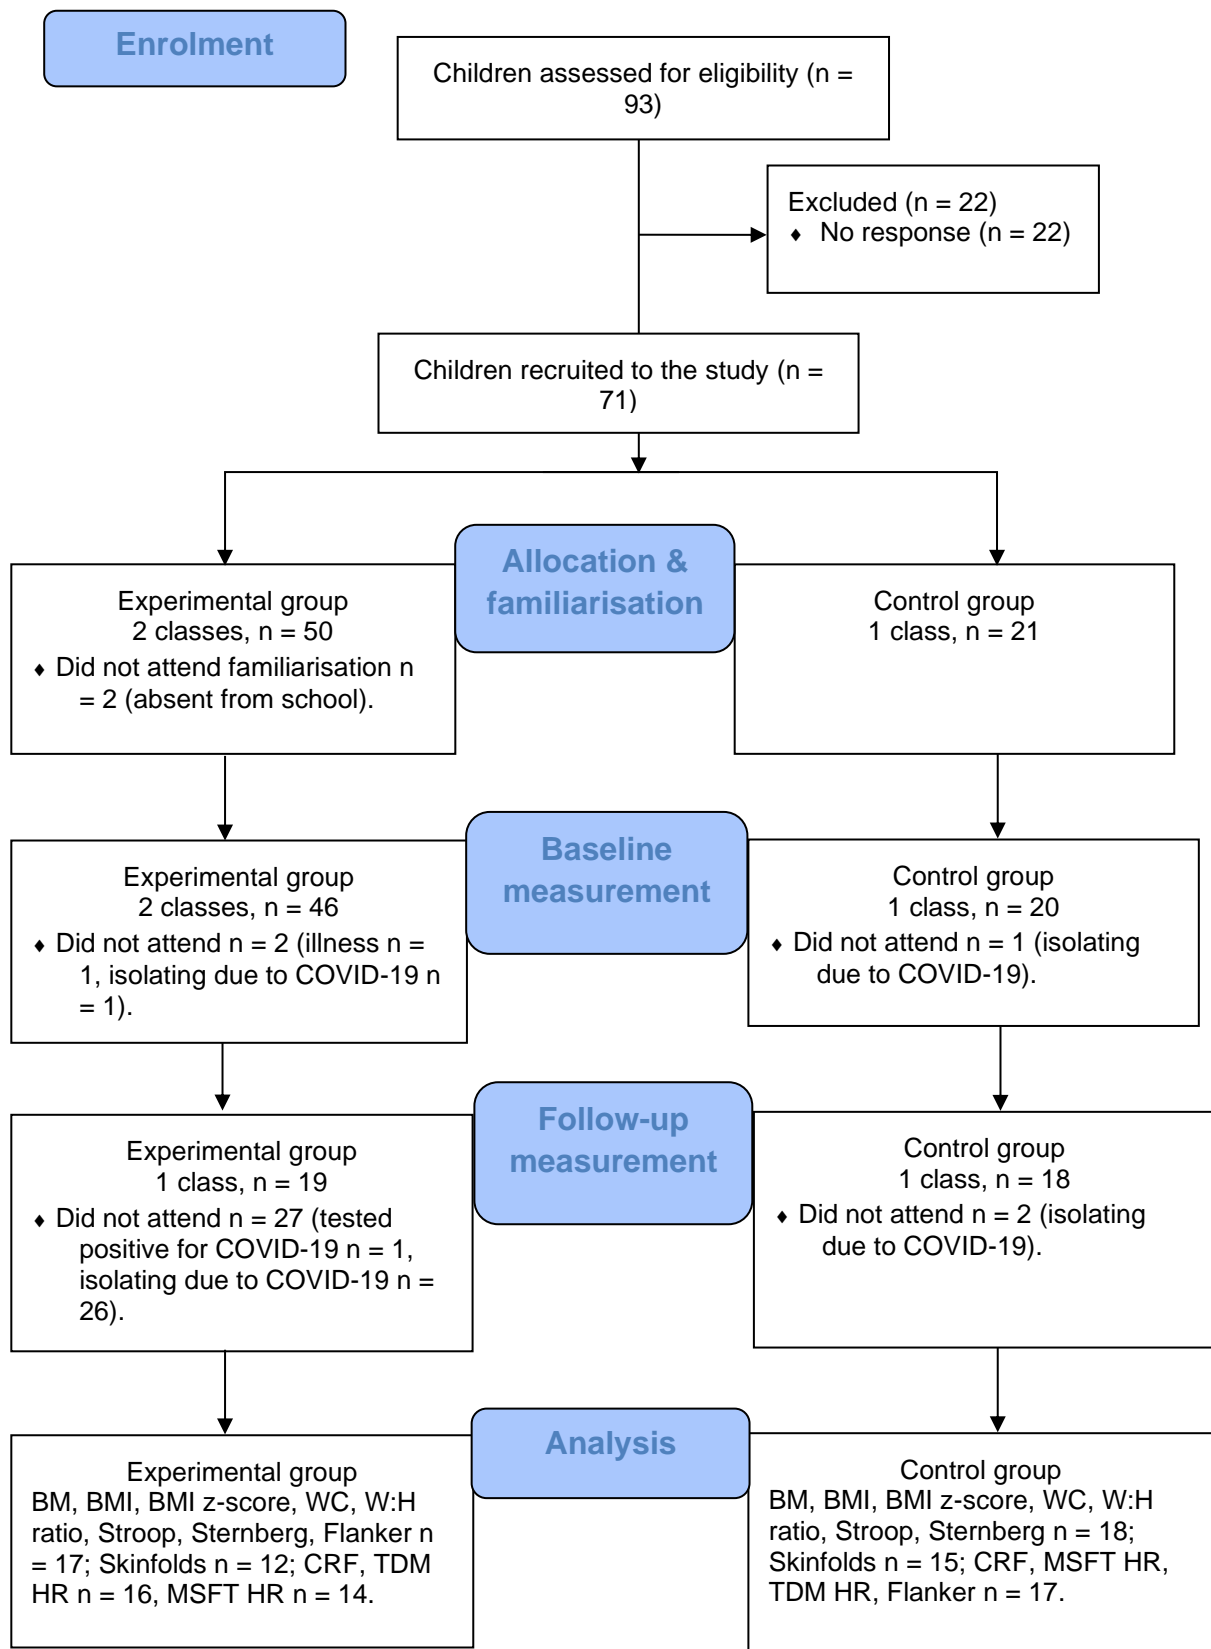 Enrolment
Children assessed for eligibility (n =
93)
Excluded (n = 22)
♦ No response (n = 22)
Children recruited to the study (n =
71)
Allocation &
familiarisation
Experimental group
2 classes, n = 50
♦ Did not attend familiarisation n
= 2 (absent from school).
Control group
1 class, n = 21
Baseline
measurement
Experimental group
2 classes, n = 46
♦ Did not attend n = 2 (illness n =
1, isolating due to COVID-19 n
= 1).
Control group
1 class, n = 20
♦ Did not attend n = 1 (isolating
due to COVID-19).
Follow-up
measurement
Experimental group
1 class, n = 19
♦ Did not attend n = 27 (tested
positive for COVID-19 n = 1,
isolating due to COVID-19 n =
26).
Control group
1 class, n = 18
♦ Did not attend n = 2 (isolating
due to COVID-19).
Analysis
Experimental group
BM, BMI, BMI z-score, WC, W:H
ratio, Stroop, Sternberg, Flanker n
= 17; Skinfolds n = 12; CRF, TDM
HR n = 16, MSFT HR n = 14.
Control group
BM, BMI, BMI z-score, WC, W:H
ratio, Stroop, Sternberg n = 18;
Skinfolds n = 15; CRF, MSFT HR,
TDM HR, Flanker n = 17.